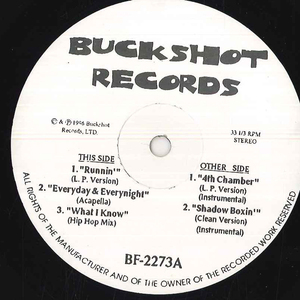 BUCKSHOT
RECORDS
© & ℗ 1996 Buckshot
Records, LTD.
33 1/3 RPM
STEREO
THIS SIDE
1. "Runnin'"
(L. P. Version)
2. "Everyday & Everynight"
(Acapella)
3. "What I Know"
(Hip Hop Mix)
OTHER SIDE
1. "4th Chamber"
(L. P. Version)
(Instrumental)
2. "Shadow Boxin'"
(Clean Version)
(Instrumental)
BF-2273A
ALL RIGHTS OF THE MANUFACTURER AND OF THE OWNER OF THE RECORDED WORK RESERVED